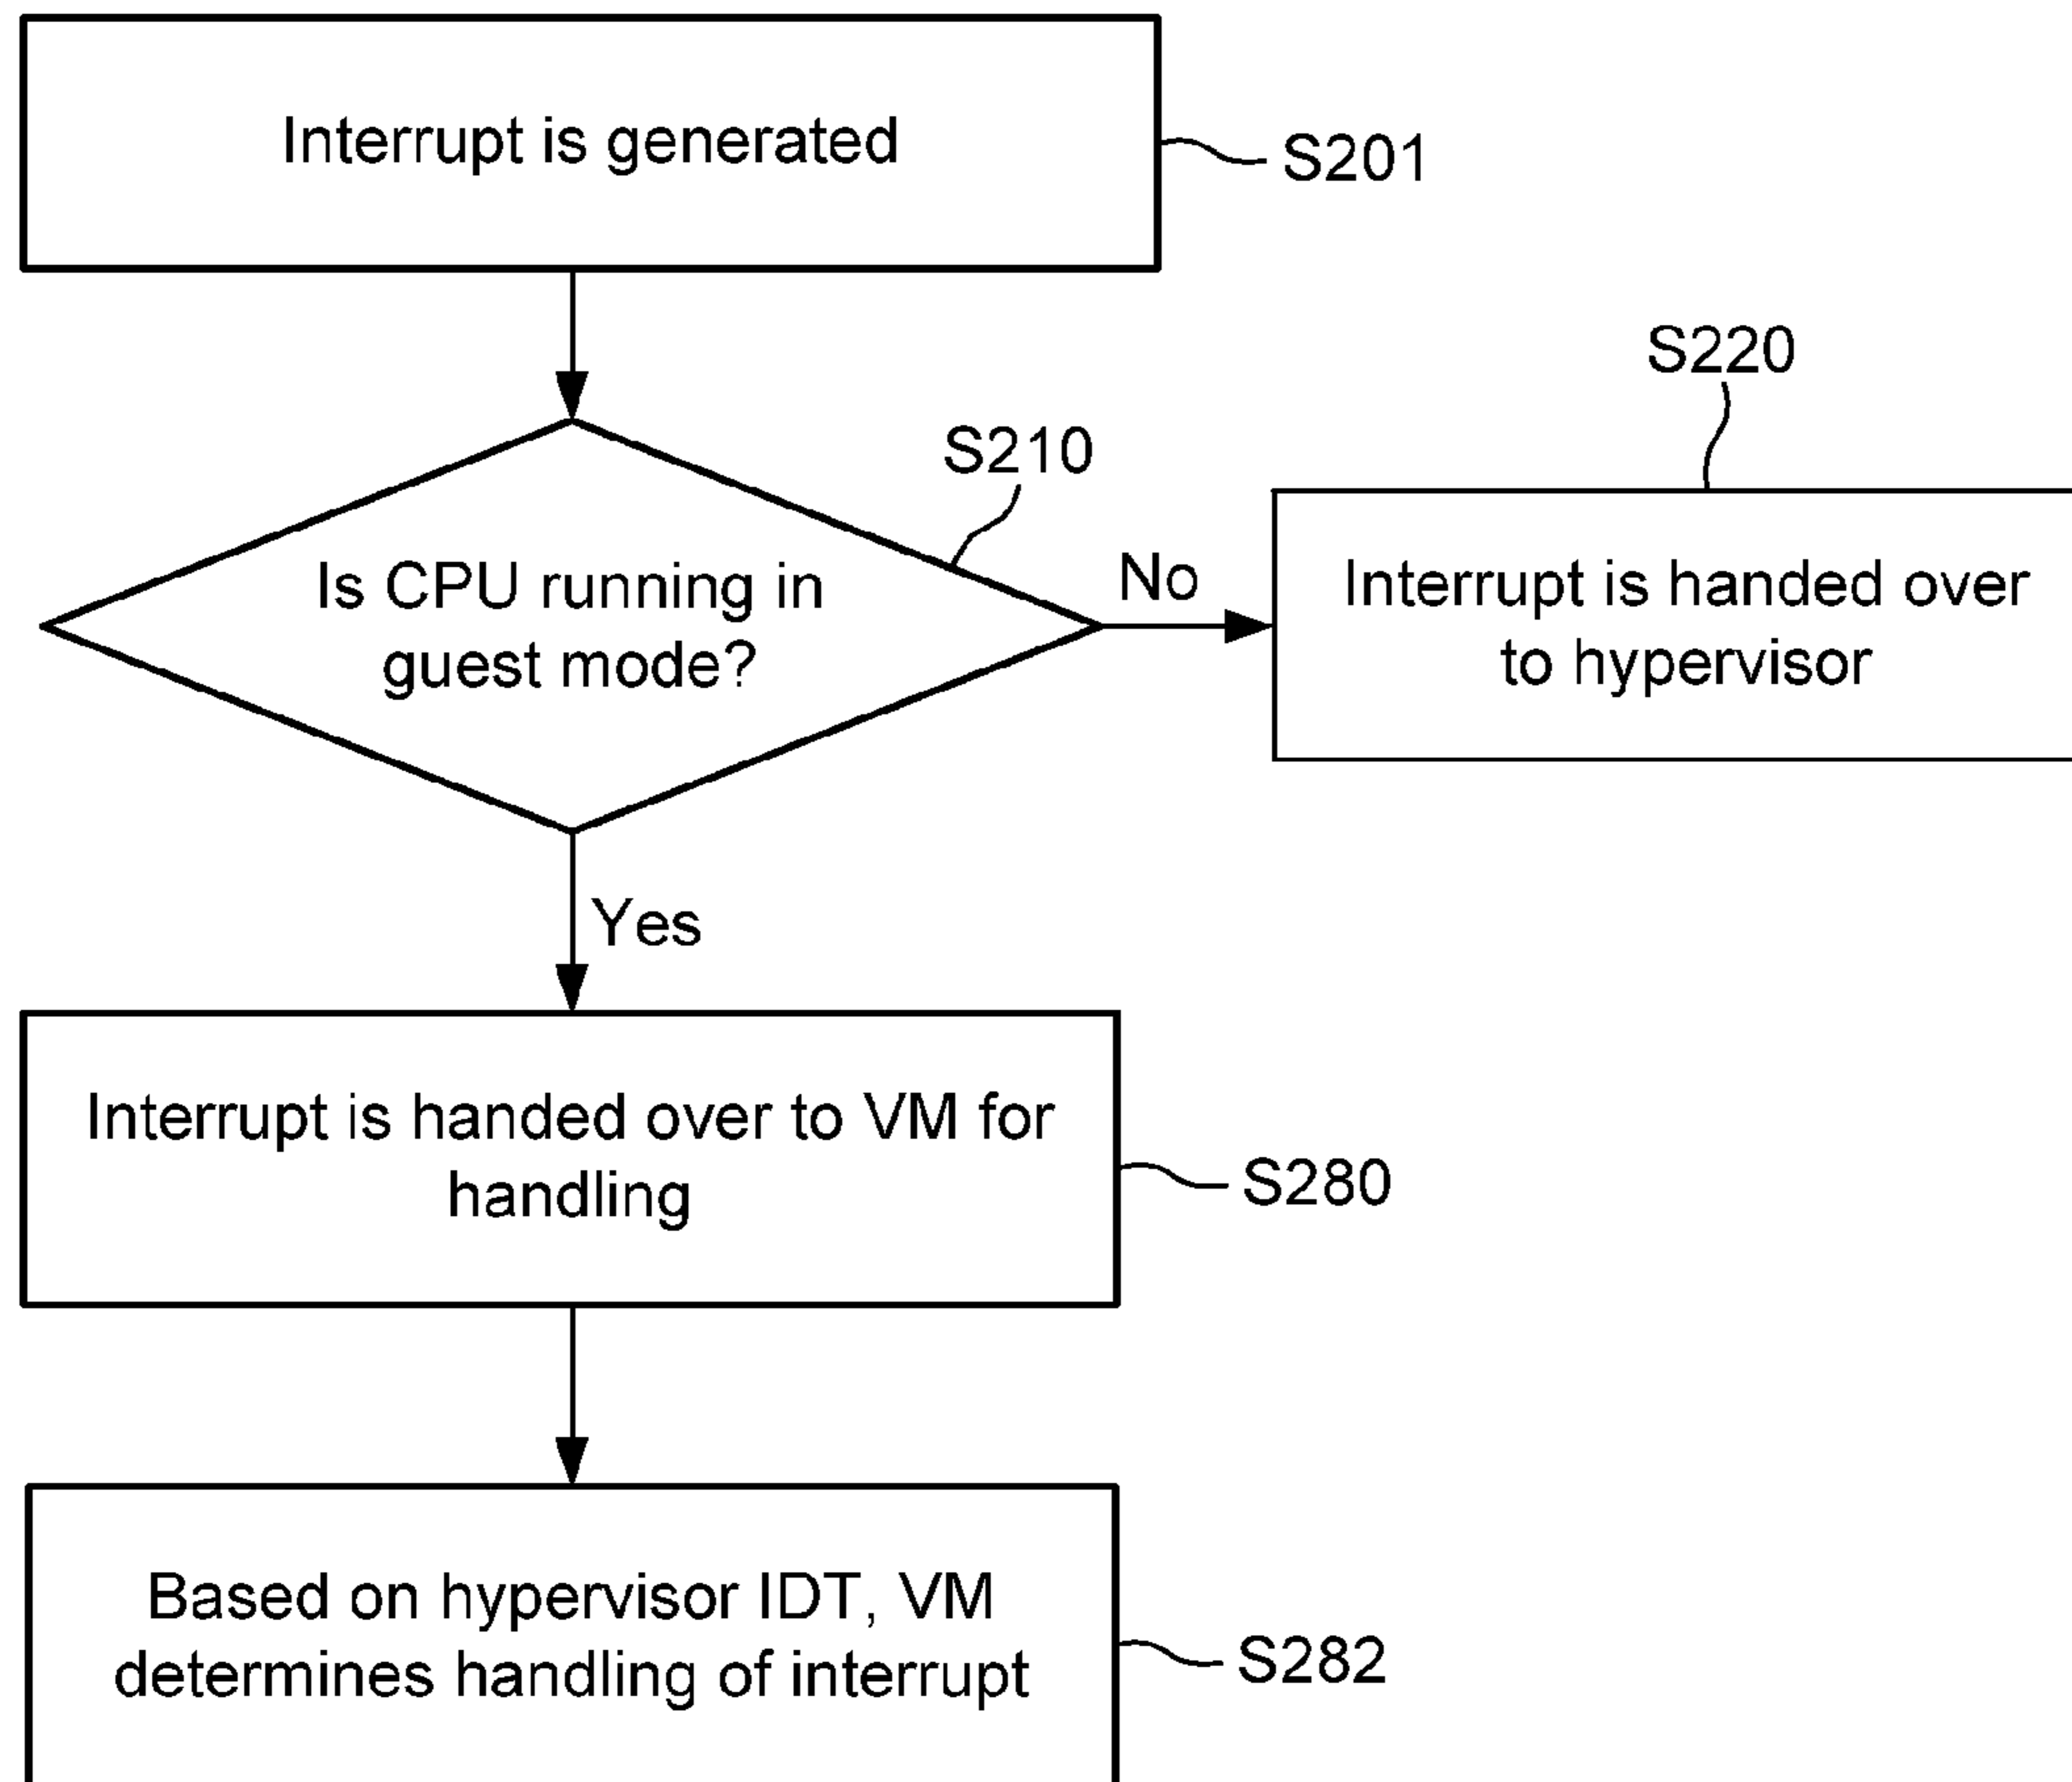 Interrupt is generated
S201
S220
S210
Is CPU running in
guest mode?
No
Interrupt is handed over
to hypervisor
Yes
Interrupt is handed over to VM for
handling
S280
Based on hypervisor IDT, VM
determines handling of interrupt
S282